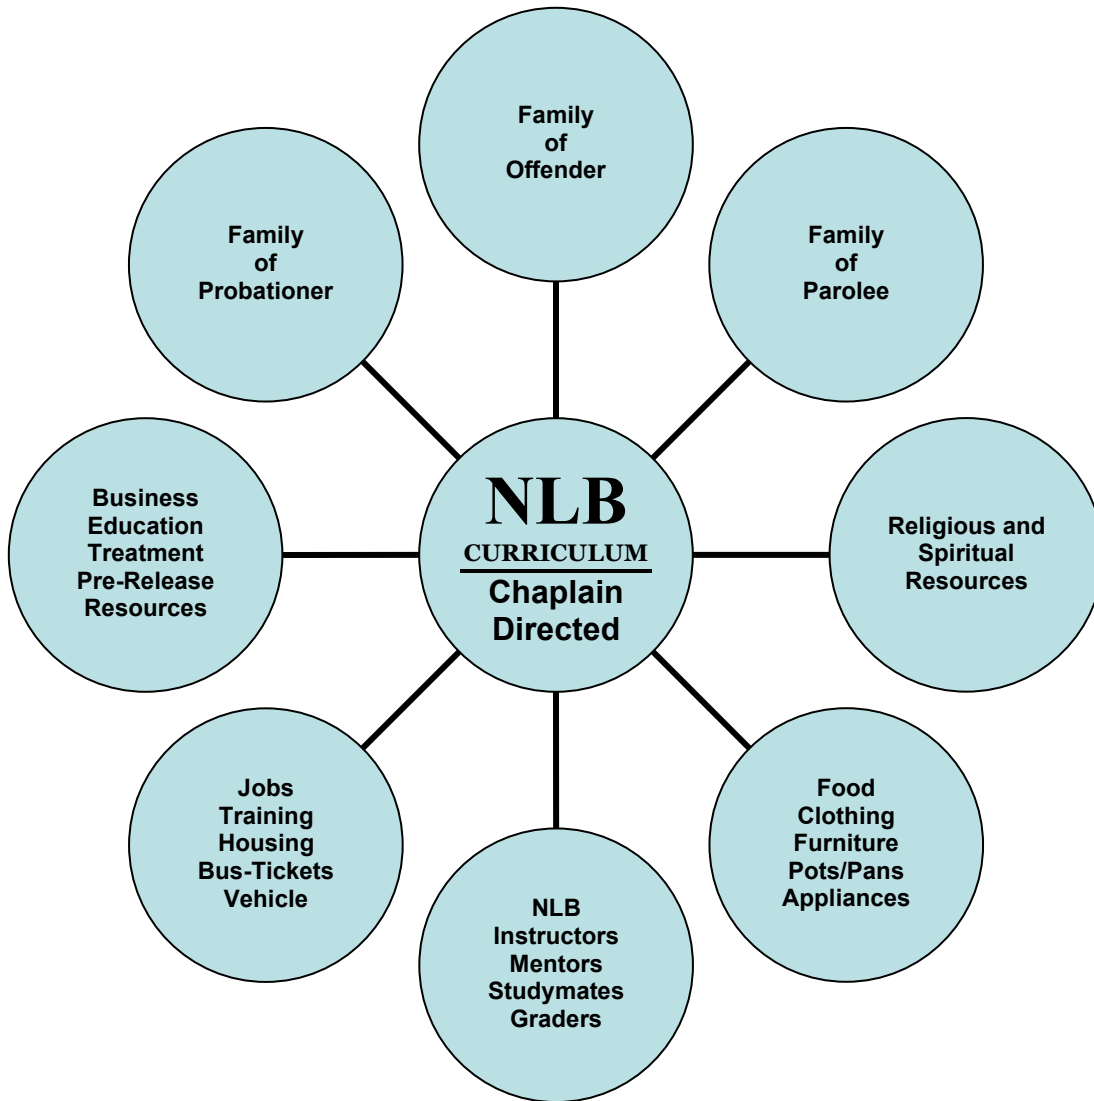 Family
of
Offender
Family
of
Probationer
Family
of
Parolee
Business
Education
Treatment
Pre-Release
Resources
NLB
CURRICULUM
Chaplain
Directed
Religious and
Spiritual
Resources
Jobs
Training
Housing
Bus-Tickets
Vehicle
Food
Clothing
Furniture
Pots/Pans
Appliances
NLB
Instructors
Mentors
Studymates
Graders